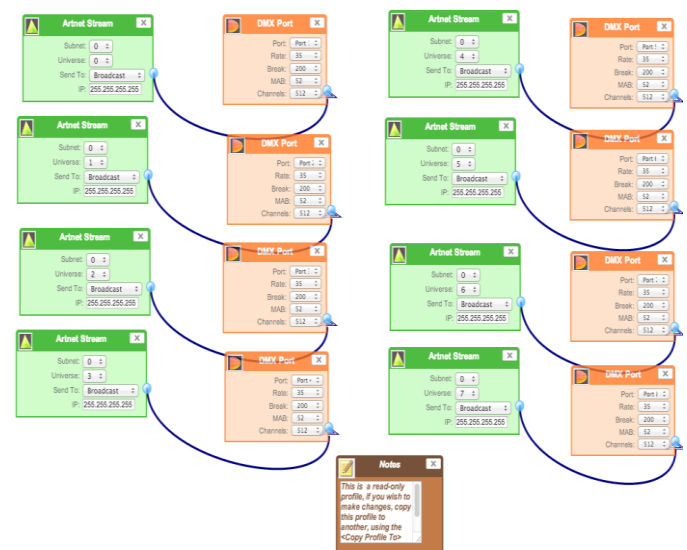 Artnet Stream X
Subnet: 0
Universe: 0
Send To: Broadcast
IP: 255.255.255.255
DMX Port X
Port: Port
Rate: 35
Break: 200
MAB: 52
Channels: 512
Artnet Stream X
Subnet: 0
Universe: 4
Send To: Broadcast
IP: 255.255.255.255
DMX Port X
Port: Port
Rate: 35
Break: 200
MAB: 52
Channels: 512
Artnet Stream X
Subnet: 0
Universe: 1
Send To: Broadcast
IP: 255.255.255.255
DMX Port X
Port: Port
Rate: 35
Break: 200
MAB: 52
Channels: 512
Artnet Stream X
Subnet: 0
Universe: 5
Send To: Broadcast
IP: 255.255.255.255
DMX Port X
Port: Port
Rate: 35
Break: 200
MAB: 52
Channels: 512
Artnet Stream X
Subnet: 0
Universe: 2
Send To: Broadcast
IP: 255.255.255.255
DMX Port X
Port: Port
Rate: 35
Break: 200
MAB: 52
Channels: 512
Artnet Stream X
Subnet: 0
Universe: 6
Send To: Broadcast
IP: 255.255.255.255
DMX Port X
Port: Port
Rate: 35
Break: 200
MAB: 52
Channels: 512
Artnet Stream X
Subnet: 0
Universe: 3
Send To: Broadcast
IP: 255.255.255.255
DMX Port X
Port: Port
Rate: 35
Break: 200
MAB: 52
Channels: 512
Artnet Stream X
Subnet: 0
Universe: 7
Send To: Broadcast
IP: 255.255.255.255
DMX Port X
Port: Port
Rate: 35
Break: 200
MAB: 52
Channels: 512
Notes X
This is a read-only
profile, if you wish to
make changes, copy
this profile to
another, using the
<Copy Profile To>